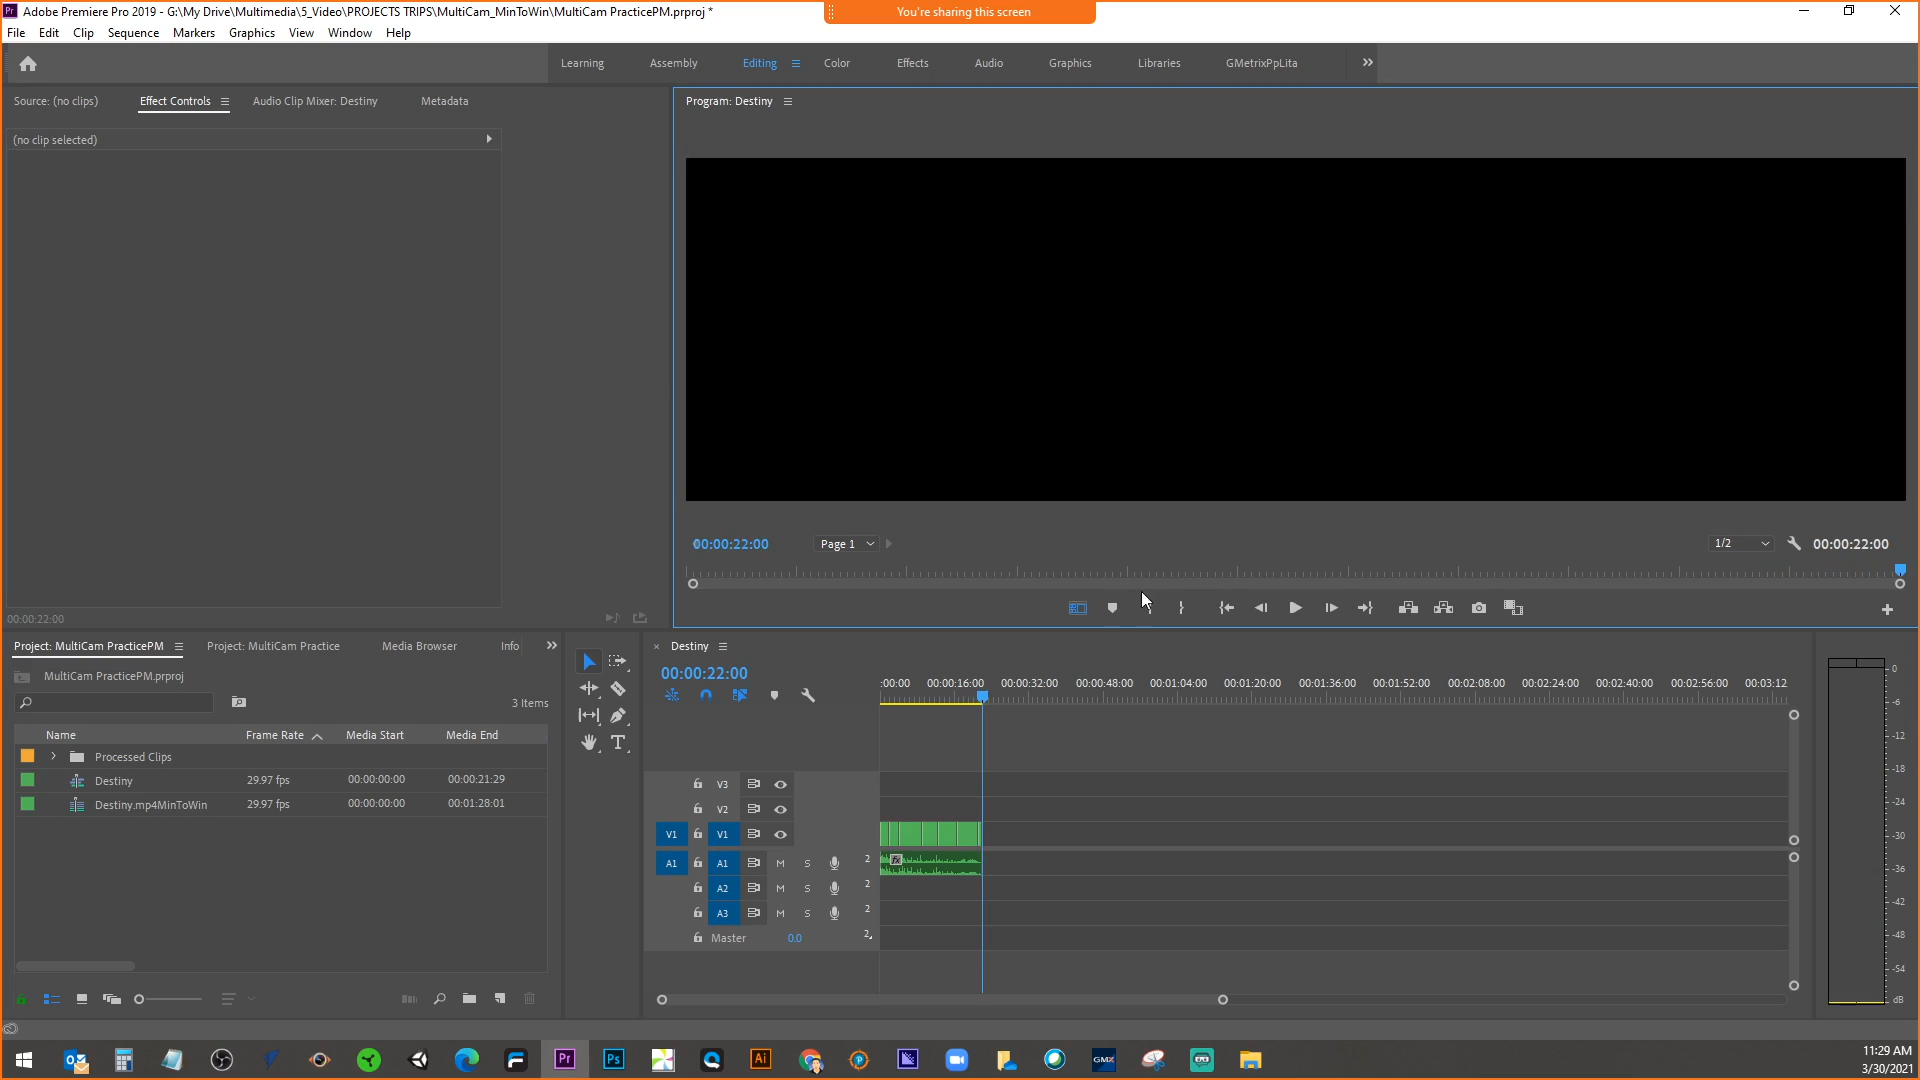 Pr Adobe Premiere Pro 2019 - G:\My Drive\Multimedia\5_Video\PROJECTS TRIPS\MultiCam_MinToWin\MultiCam PracticePM.prproj *
You're sharing this screen
File Edit Clip Sequence Markers Graphics View Window Help
Learning Assembly Editing Color Effects Audio Graphics Libraries GMetrixPpLita
Source: (no clips) Effect Controls Audio Clip Mixer: Destiny Metadata
Program: Destiny
(no clip selected)
00:00:22:00 Page 1 1/2 00:00:22:00
00:00:22:00
Project: MultiCam PracticePM Project: MultiCam Practice Media Browser Info
MultiCam PracticePM.prproj
3 Items
Name Frame Rate Media Start Media End
Processed Clips
Destiny 29.97 fps 00:00:00:00 00:00:21:29
Destiny.mp4MinToWin 29.97 fps 00:00:00:00 00:01:28:01
Destiny
00:00:22:00
:00:00 00:00:16:00 00:00:32:00 00:00:48:00 00:01:04:00 00:01:20:00 00:01:36:00 00:01:52:00 00:02:08:00 00:02:24:00 00:02:40:00 00:02:56:00 00:03:12
V3
V2
V1 V1
A1 A1 M S 2
fx
A2 M S 2
A3 M S 2
Master 0.0 2
0
-6
-12
-18
-24
-30
-36
-42
-48
-54
dB
Pr Ps Ai GMX
11:29 AM
3/30/2021